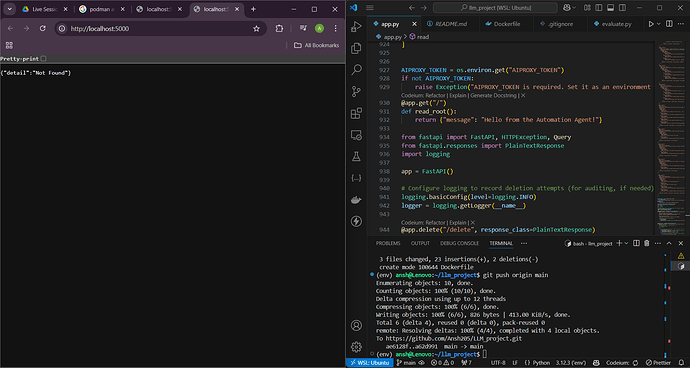 Live Sessi
podman
localhost:5
localhost:5
http://localhost:5000
All Bookmarks
Pretty-print
{"detail":"Not Found"}
llm_project [WSL: Ubuntu]
app.py
README.md
Dockerfile
.gitignore
evaluate.py
app.py > read
925 ]
926
927 AIPROXY_TOKEN = os.environ.get("AIPROXY_TOKEN")
928 if not AIPROXY_TOKEN:
929 raise Exception("AIPROXY_TOKEN is required. Set it as an environment
Codeium: Refactor | Explain | Generate Docstring | X
930 @app.get("/")
931 def read_root():
932 return {"message": "Hello from the Automation Agent!"}
933
934 from fastapi import FastAPI, HTTPException, Query
935 from fastapi.responses import PlainTextResponse
936 import logging
937
938 app = FastAPI()
939
940 # Configure logging to record deletion attempts (for auditing, if needed)
941 logging.basicConfig(level=logging.INFO)
942 logger = logging.getLogger(__name__)
943
Codeium: Refactor | Explain | X
944 @app.delete("/delete", response_class=PlainTextResponse)
PROBLEMS OUTPUT DEBUG CONSOLE TERMINAL
bash - llm_project
3 files changed, 23 insertions(+), 2 deletions(-)
create mode 100644 Dockerfile
(env) ansh@Lenovo:~/llm_project$ git push origin main
Enumerating objects: 10, done.
Counting objects: 100% (10/10), done.
Delta compression using up to 12 threads
Compressing objects: 100% (6/6), done.
Writing objects: 100% (6/6), 826 bytes | 413.00 KiB/s, done.
Total 6 (delta 4), reused 0 (delta 0), pack-reused 0
remote: Resolving deltas: 100% (4/4), completed with 4 local objects.
To https://github.com/Ansh205/LLM_project.git
ae6128f..a62d991 main -> main
(env) ansh@Lenovo:~/llm_project$
WSL: Ubuntu main 0 0 7 UTF-8 LF Python 3.12.3 ('env') Codeium: Prettier